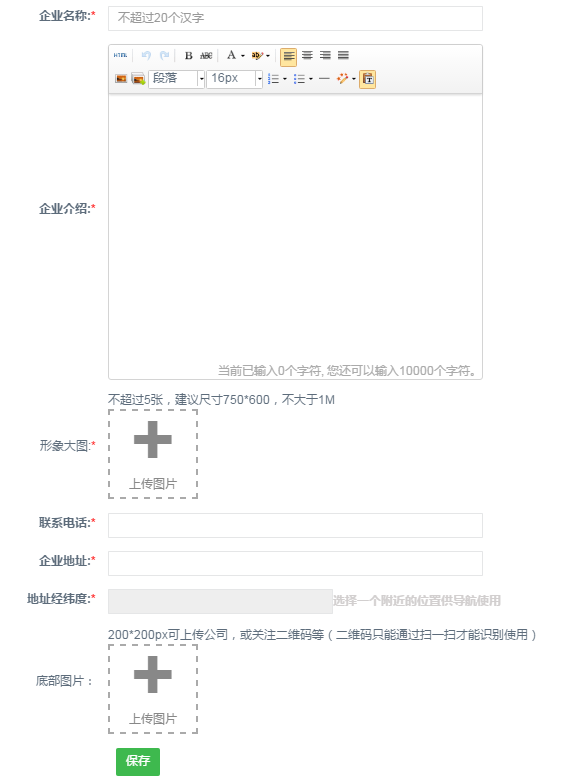 企业名称:* 不超过20个汉字
HTML B ABC A ab
段落 16px
企业介绍:*
当前已输入0个字符, 您还可以输入10000个字符。
不超过5张，建议尺寸750*600，不大于1M
形象大图:*
上传图片
联系电话:*
企业地址:*
地址经纬度:* 选择一个附近的位置供导航使用
200*200px可上传公司，或关注二维码等（二维码只能通过扫一扫才能识别使用）
底部图片：
上传图片
保存